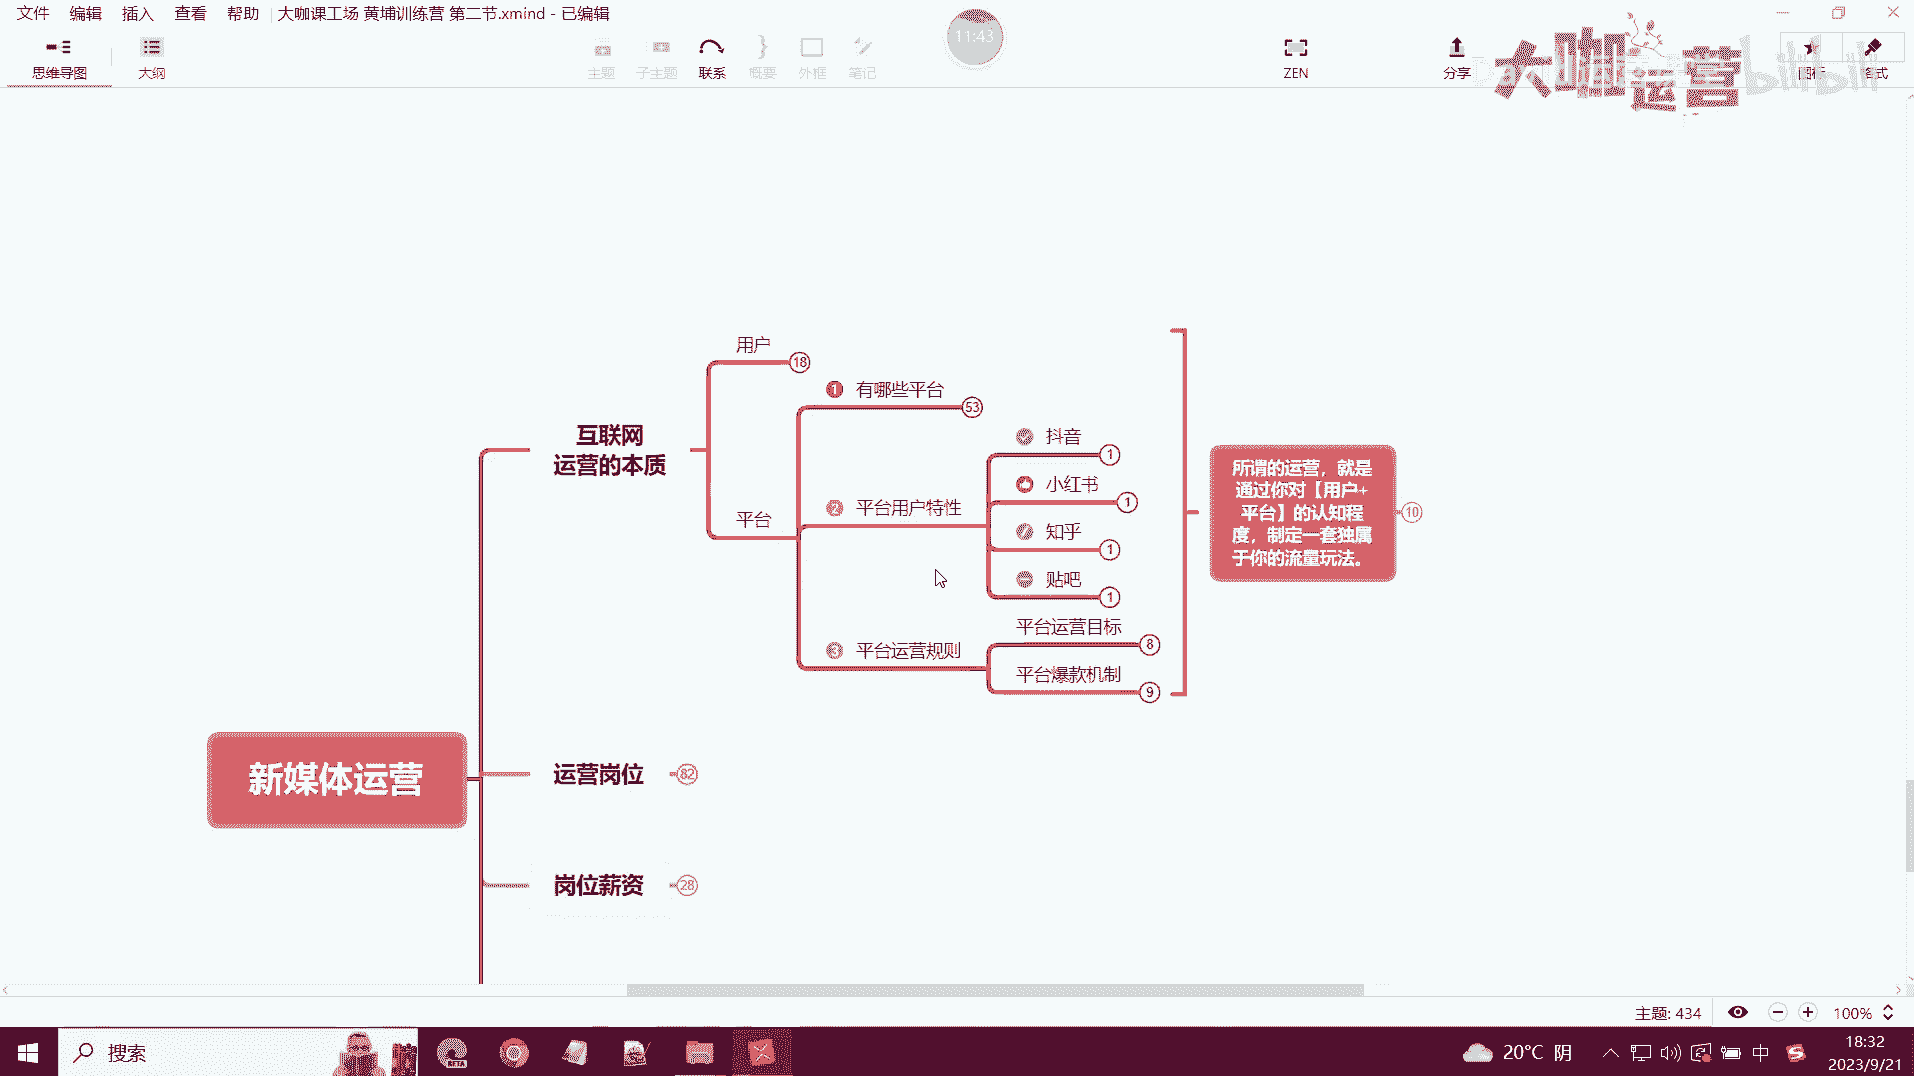 文件 编辑 插入 查看 帮助 大咖课工场 黄埔训练营 第二节.xmind - 已编辑
思维导图 大纲 主题 子主题 联系 概要 外框 笔记 11:43 ZEN 分享 图标 格式
大咖运营 bilibili
用户 18
1 有哪些平台 53
互联网
运营的本质
平台
2 平台用户特性
抖音 1
小红书 1
知乎 1
贴吧 1
3 平台运营规则
平台运营目标 8
平台爆款机制 9
所谓的运营，就是
通过你对【用户+
平台】的认知程
度，制定一套独属
于你的流量玩法。
10
新媒体运营
运营岗位 82
岗位薪资 28
主题: 434 100%
搜索 BETA 20°C 阴 中 18:32
2023/9/21